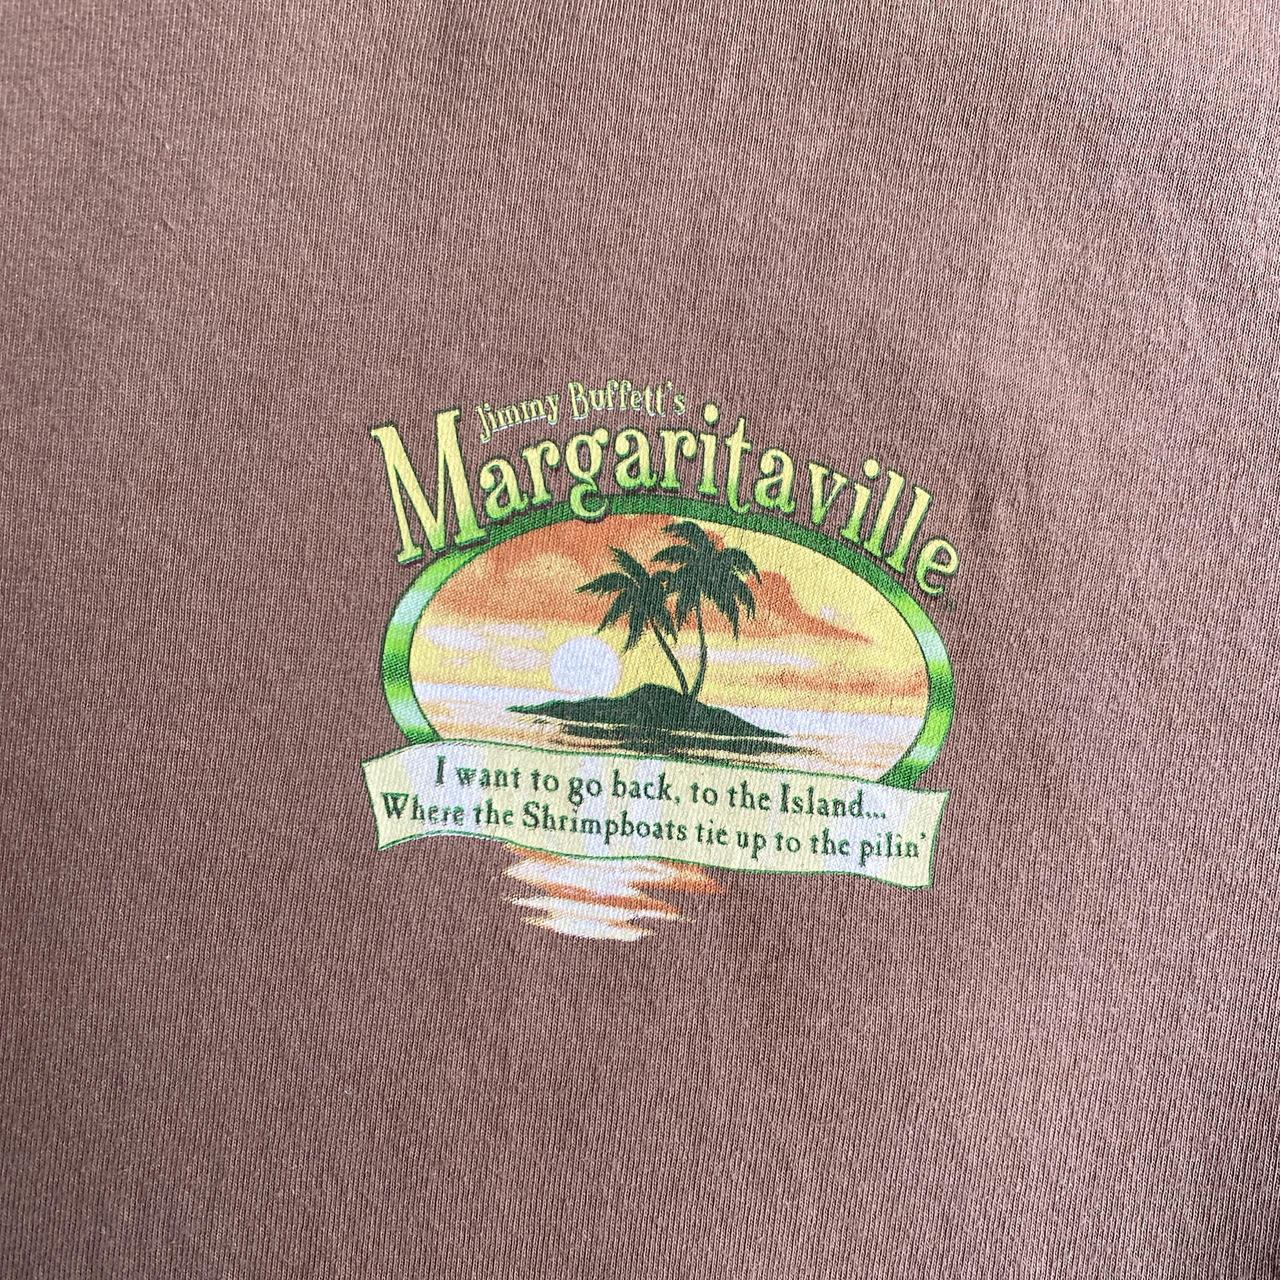 Jimmy Buffett's
Margaritaville
I want to go back, to the Island...
Where the Shrimpboats tie up to the pilin'